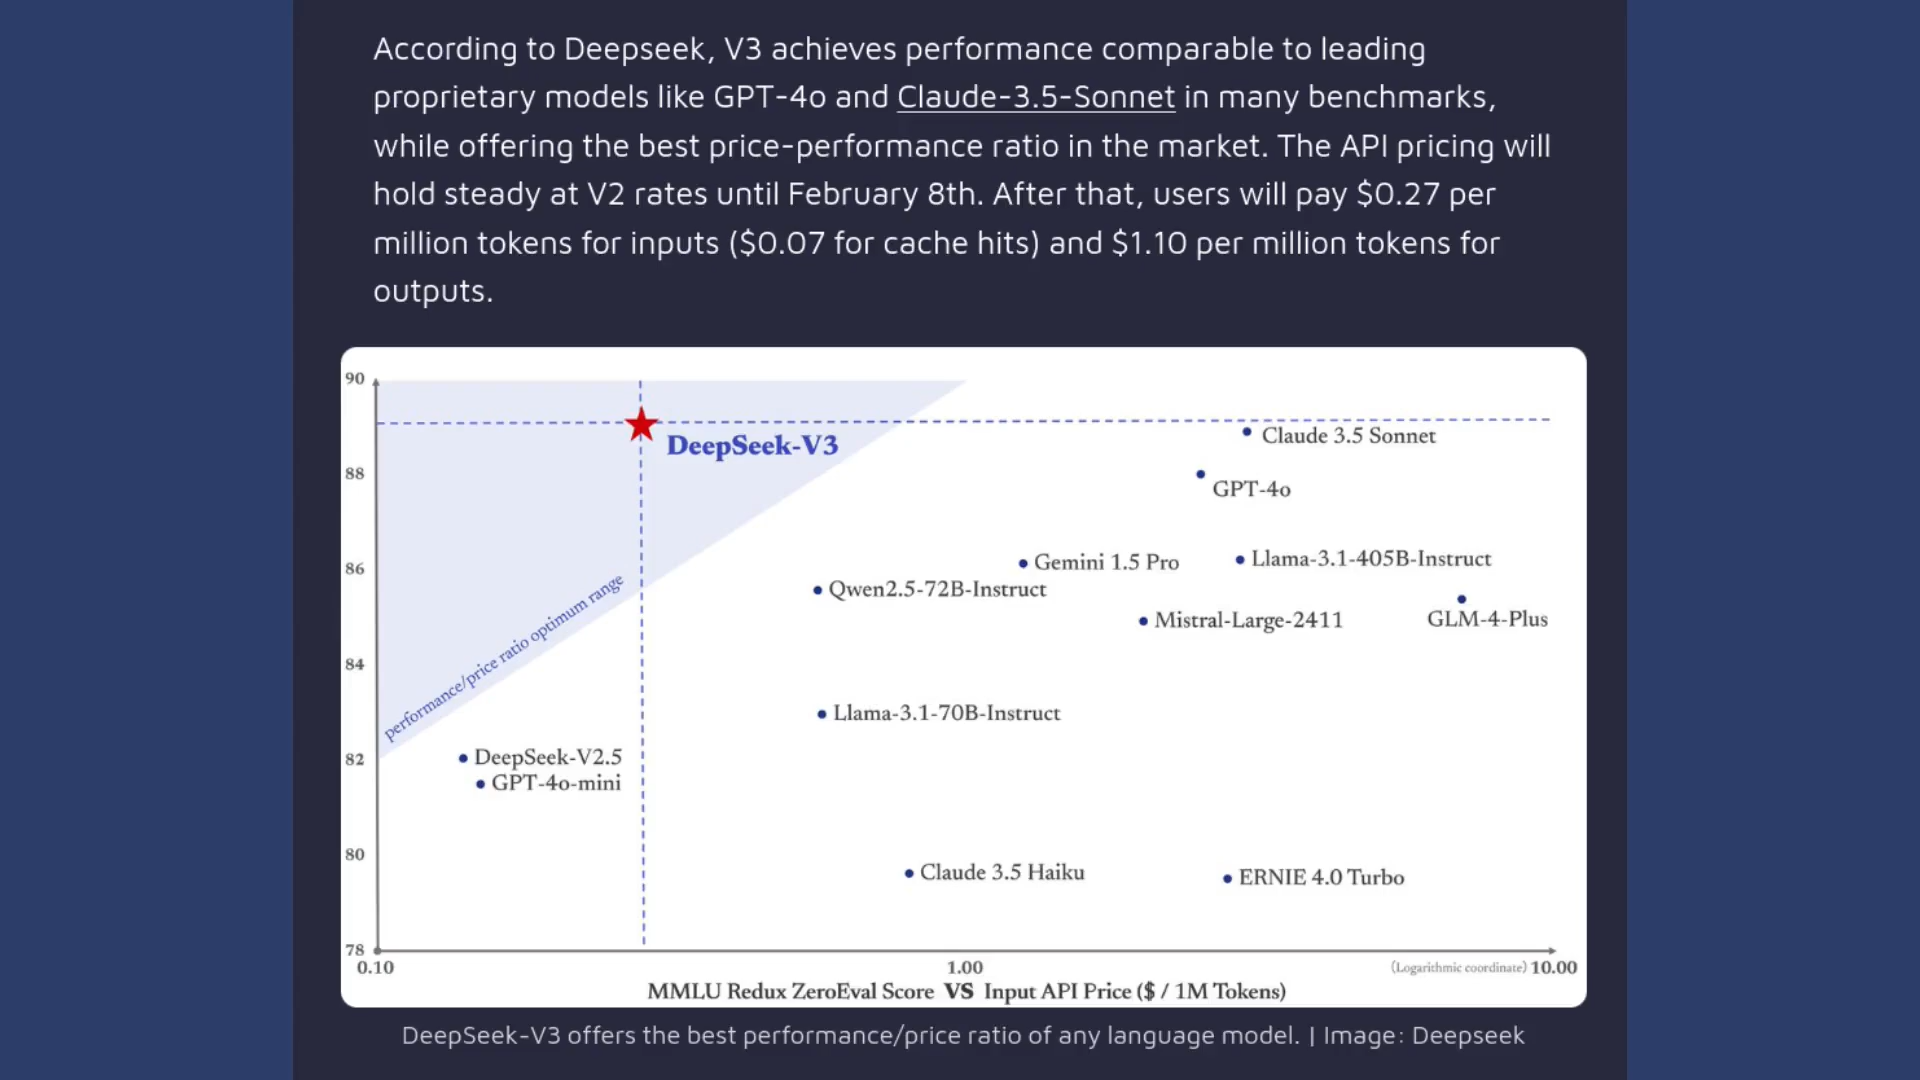 According to Deepseek, V3 achieves performance comparable to leading
proprietary models like GPT-4o and Claude-3.5-Sonnet in many benchmarks,
while offering the best price-performance ratio in the market. The API pricing will
hold steady at V2 rates until February 8th. After that, users will pay $0.27 per
million tokens for inputs ($0.07 for cache hits) and $1.10 per million tokens for
outputs.
90
DeepSeek-V3
Claude 3.5 Sonnet
88
GPT-4o
86
Gemini 1.5 Pro
Llama-3.1-405B-Instruct
Qwen2.5-72B-Instruct
performance/price ratio optimum range
Mistral-Large-2411
GLM-4-Plus
84
Llama-3.1-70B-Instruct
82
DeepSeek-V2.5
GPT-4o-mini
80
Claude 3.5 Haiku
ERNIE 4.0 Turbo
78
0.10
1.00
(Logarithmic coordinate) 10.00
MMLU Redux ZeroEval Score VS Input API Price ($ / 1M Tokens)
DeepSeek-V3 offers the best performance/price ratio of any language model. | Image: Deepseek